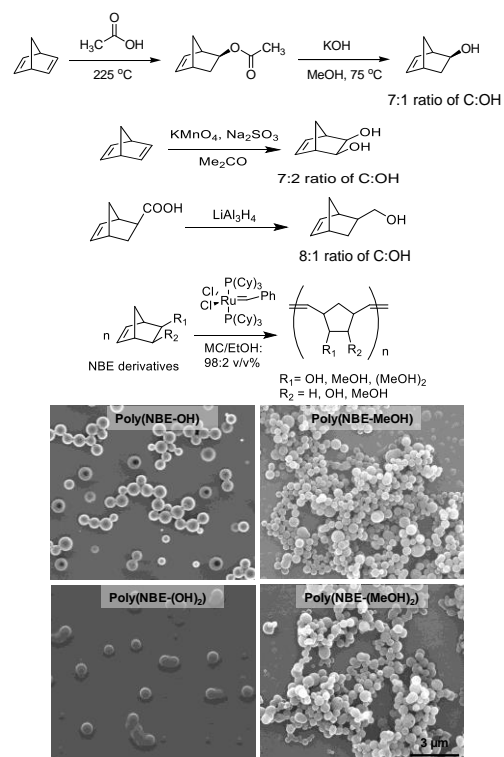 O
H₃C OH
225 °C
O CH₃
O
KOH
MeOH, 75 °C
OH
7:1 ratio of C:OH
KMnO₄, Na₂SO₃
Me₂CO
OH
OH
7:2 ratio of C:OH
COOH
LiAl₃H₄
OH
8:1 ratio of C:OH
n
R₁
R₂
NBE derivatives
P(Cy)₃
Cl
Cl
Ru
Ph
P(Cy)₃
MC/EtOH:
98:2 v/v%
R₁ R₂
n
R₁= OH, MeOH, (MeOH)₂
R₂ = H, OH, MeOH
Poly(NBE-OH) Poly(NBE-MeOH)
Poly(NBE-(OH)₂) Poly(NBE-(MeOH)₂)
3 µm